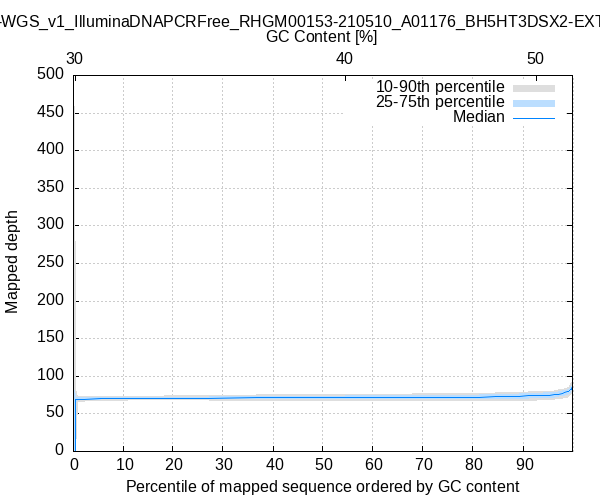 -WGS_v1_IlluminaDNAPCRFree_RHGM00153-210510_A01176_BH5HT3DSX2-EXT
GC Content [%]
30 40 50
500
450
400
350
300
250
200
150
100
50
0
Mapped depth
10-90th percentile
25-75th percentile
Median
0 10 20 30 40 50 60 70 80 90
Percentile of mapped sequence ordered by GC content